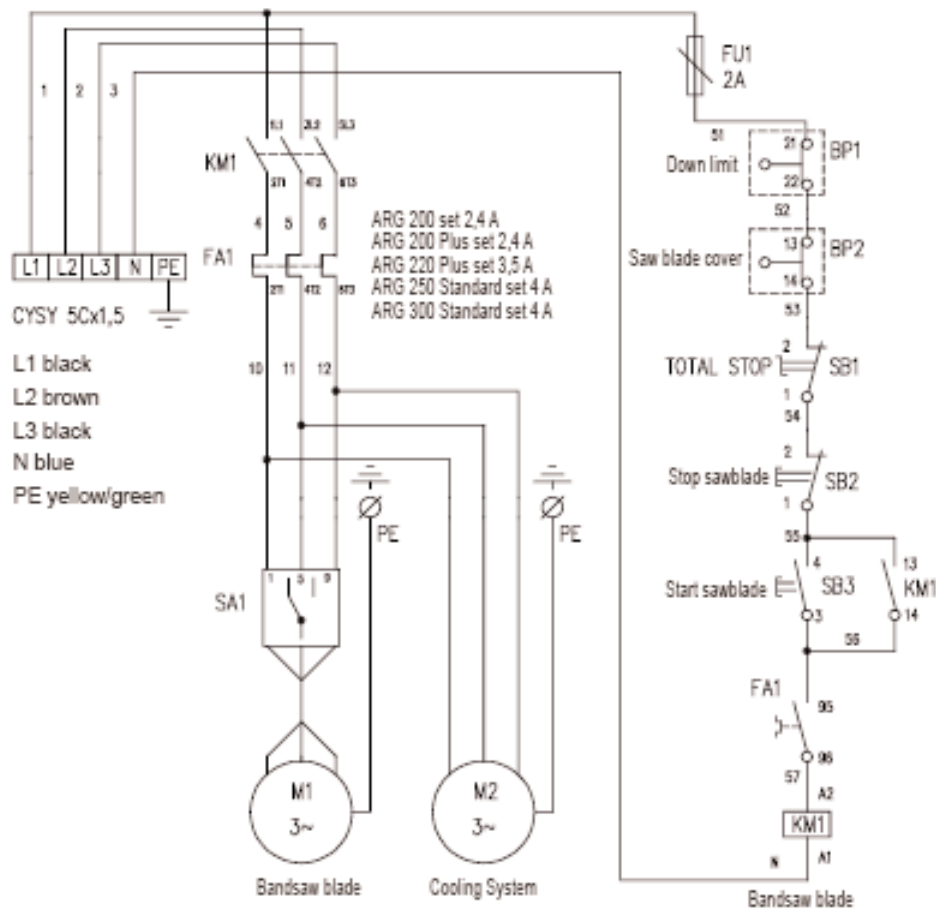 FU1
2A
1
2
3
51
1L1
2L2
5L3
21
BP1
Down limit
KM1
22
2T1
4T2
6T3
52
4
5
6
ARG 200 set 2,4 A
ARG 200 Plus set 2,4 A
ARG 220 Plus set 3,5 A
ARG 250 Standard set 4 A
ARG 300 Standard set 4 A
13
BP2
Saw blade cover
FA1
L1 L2 L3 N PE
2T1
4T2
6T3
14
53
CYSY 5Cx1,5
L1 black
L2 brown
L3 black
N blue
PE yellow/green
10
11
12
2
TOTAL STOP
SB1
1
54
2
Stop sawblade
SB2
1
PE
PE
55
4
13
SA1
1
5
9
Start sawblade
SB3
KM1
3
14
56
FA1
95
96
57
M1
3~
M2
3~
A2
KM1
N
A1
Bandsaw blade
Cooling System
Bandsaw blade